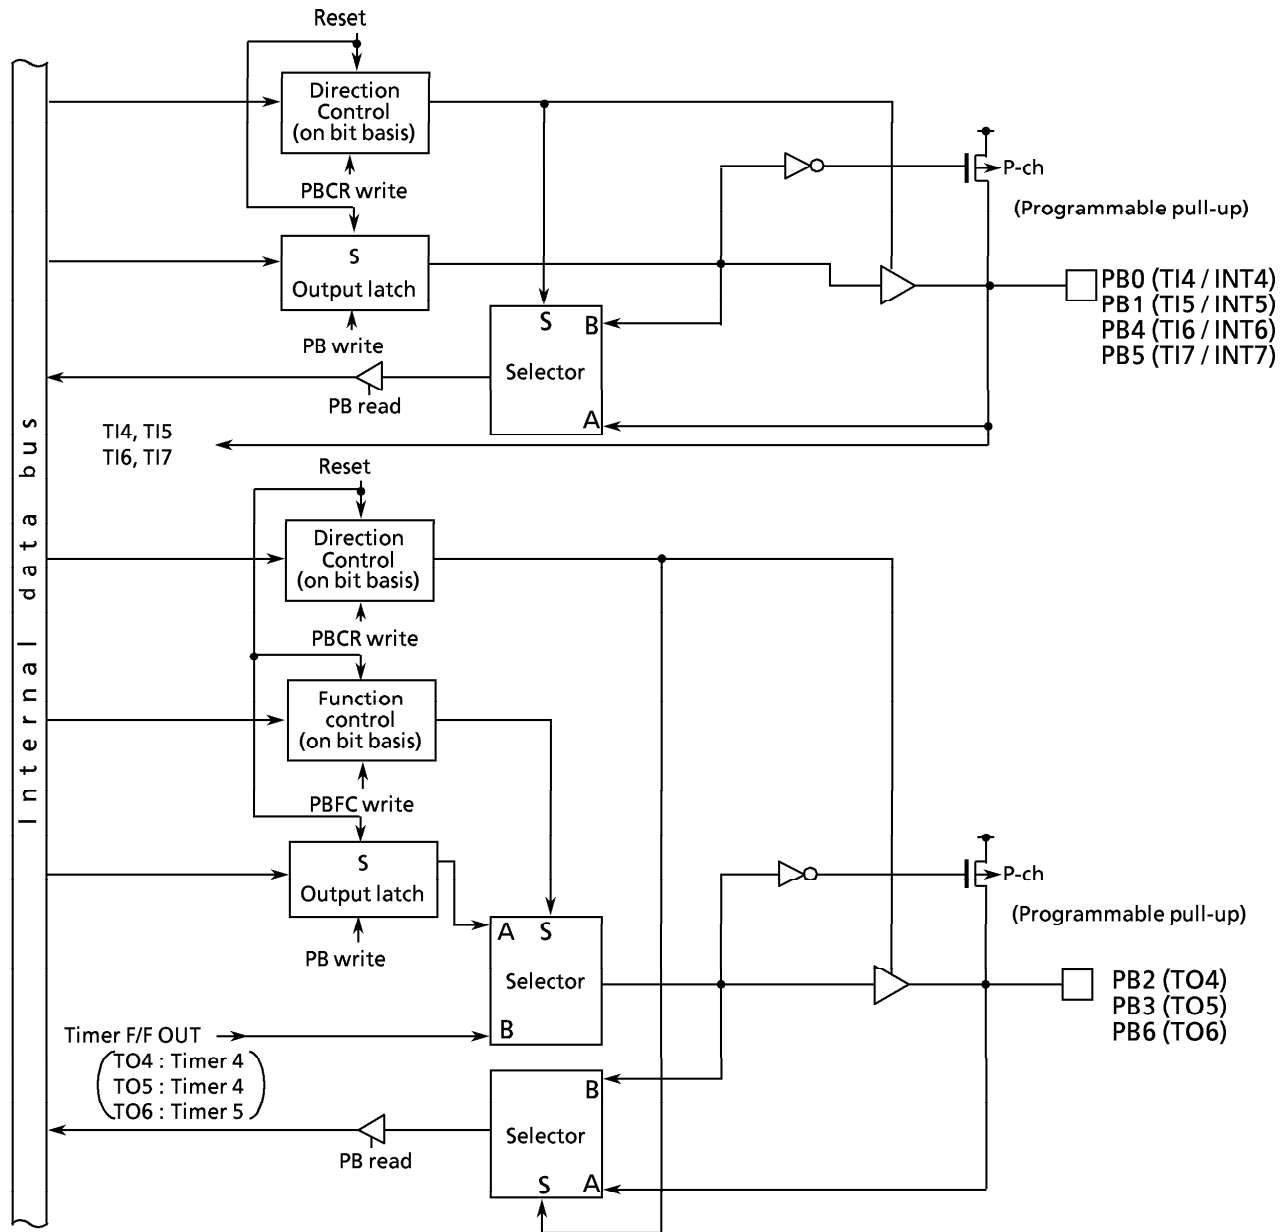 Reset
Direction
Control
(on bit basis)
PBCR write
P-ch
(Programmable pull-up)
S
Output latch
PB write
PB0 (TI4 / INT4)
PB1 (TI5 / INT5)
PB4 (TI6 / INT6)
PB5 (TI7 / INT7)
S B
Selector
A
PB read
TI4, TI5
TI6, TI7
Internal data bus
Reset
Direction
Control
(on bit basis)
PBCR write
Function
control
(on bit basis)
PBFC write
S
Output latch
PB write
P-ch
(Programmable pull-up)
A S
Selector
B
PB2 (TO4)
PB3 (TO5)
PB6 (TO6)
Timer F/F OUT
TO4 : Timer 4
TO5 : Timer 4
TO6 : Timer 5
B
Selector
S A
PB read